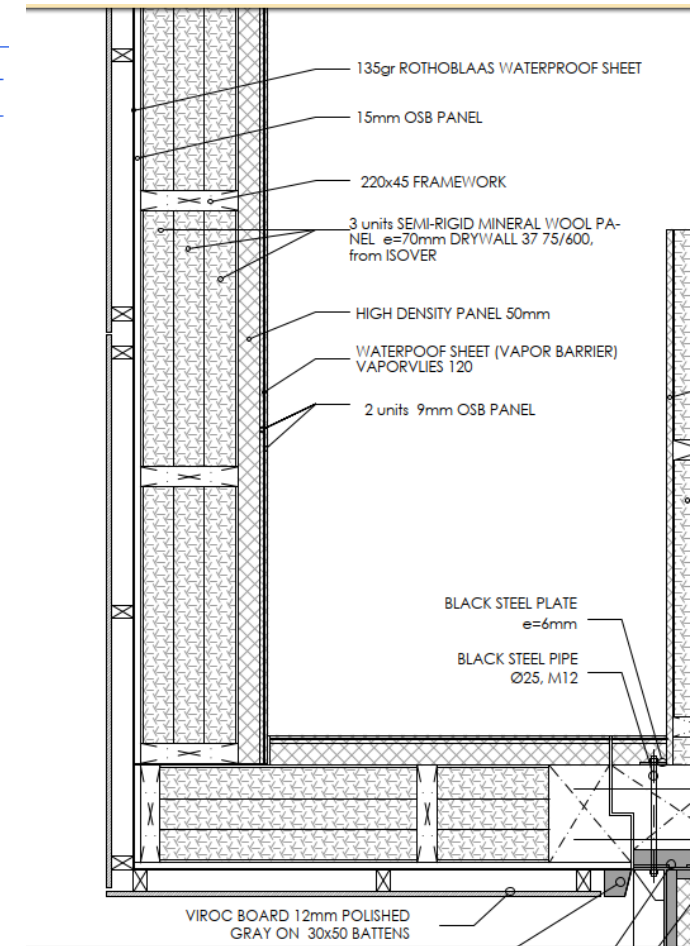 135gr ROTHOBLAAS WATERPROOF SHEET
15mm OSB PANEL
220x45 FRAMEWORK
3 units SEMI-RIGID MINERAL WOOL PA-
NEL e=70mm DRYWALL 37 75/600,
from ISOVER
HIGH DENSITY PANEL 50mm
WATERPOOF SHEET (VAPOR BARRIER)
VAPORVLIES 120
2 units 9mm OSB PANEL
BLACK STEEL PLATE
e=6mm
BLACK STEEL PIPE
Ø25, M12
VIROC BOARD 12mm POLISHED
GRAY ON 30x50 BATTENS